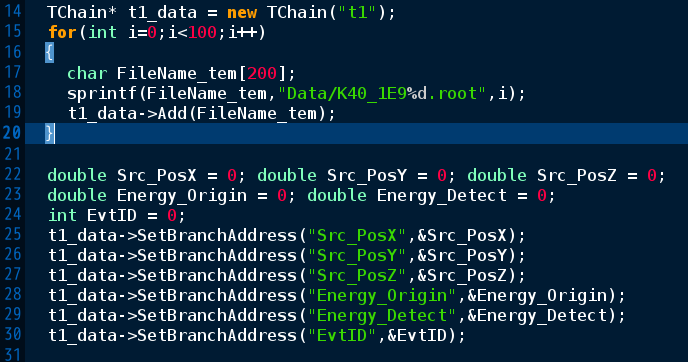 14 TChain* t1_data = new TChain("t1");
15 for(int i=0;i<100;i++)
16 {
17 char FileName_tem[200];
18 sprintf(FileName_tem,"Data/K40_1E9%d.root",i);
19 t1_data->Add(FileName_tem);
20 }
21
22 double Src_PosX = 0; double Src_PosY = 0; double Src_PosZ = 0;
23 double Energy_Origin = 0; double Energy_Detect = 0;
24 int EvtID = 0;
25 t1_data->SetBranchAddress("Src_PosX",&Src_PosX);
26 t1_data->SetBranchAddress("Src_PosY",&Src_PosY);
27 t1_data->SetBranchAddress("Src_PosZ",&Src_PosZ);
28 t1_data->SetBranchAddress("Energy_Origin",&Energy_Origin);
29 t1_data->SetBranchAddress("Energy_Detect",&Energy_Detect);
30 t1_data->SetBranchAddress("EvtID",&EvtID);
31